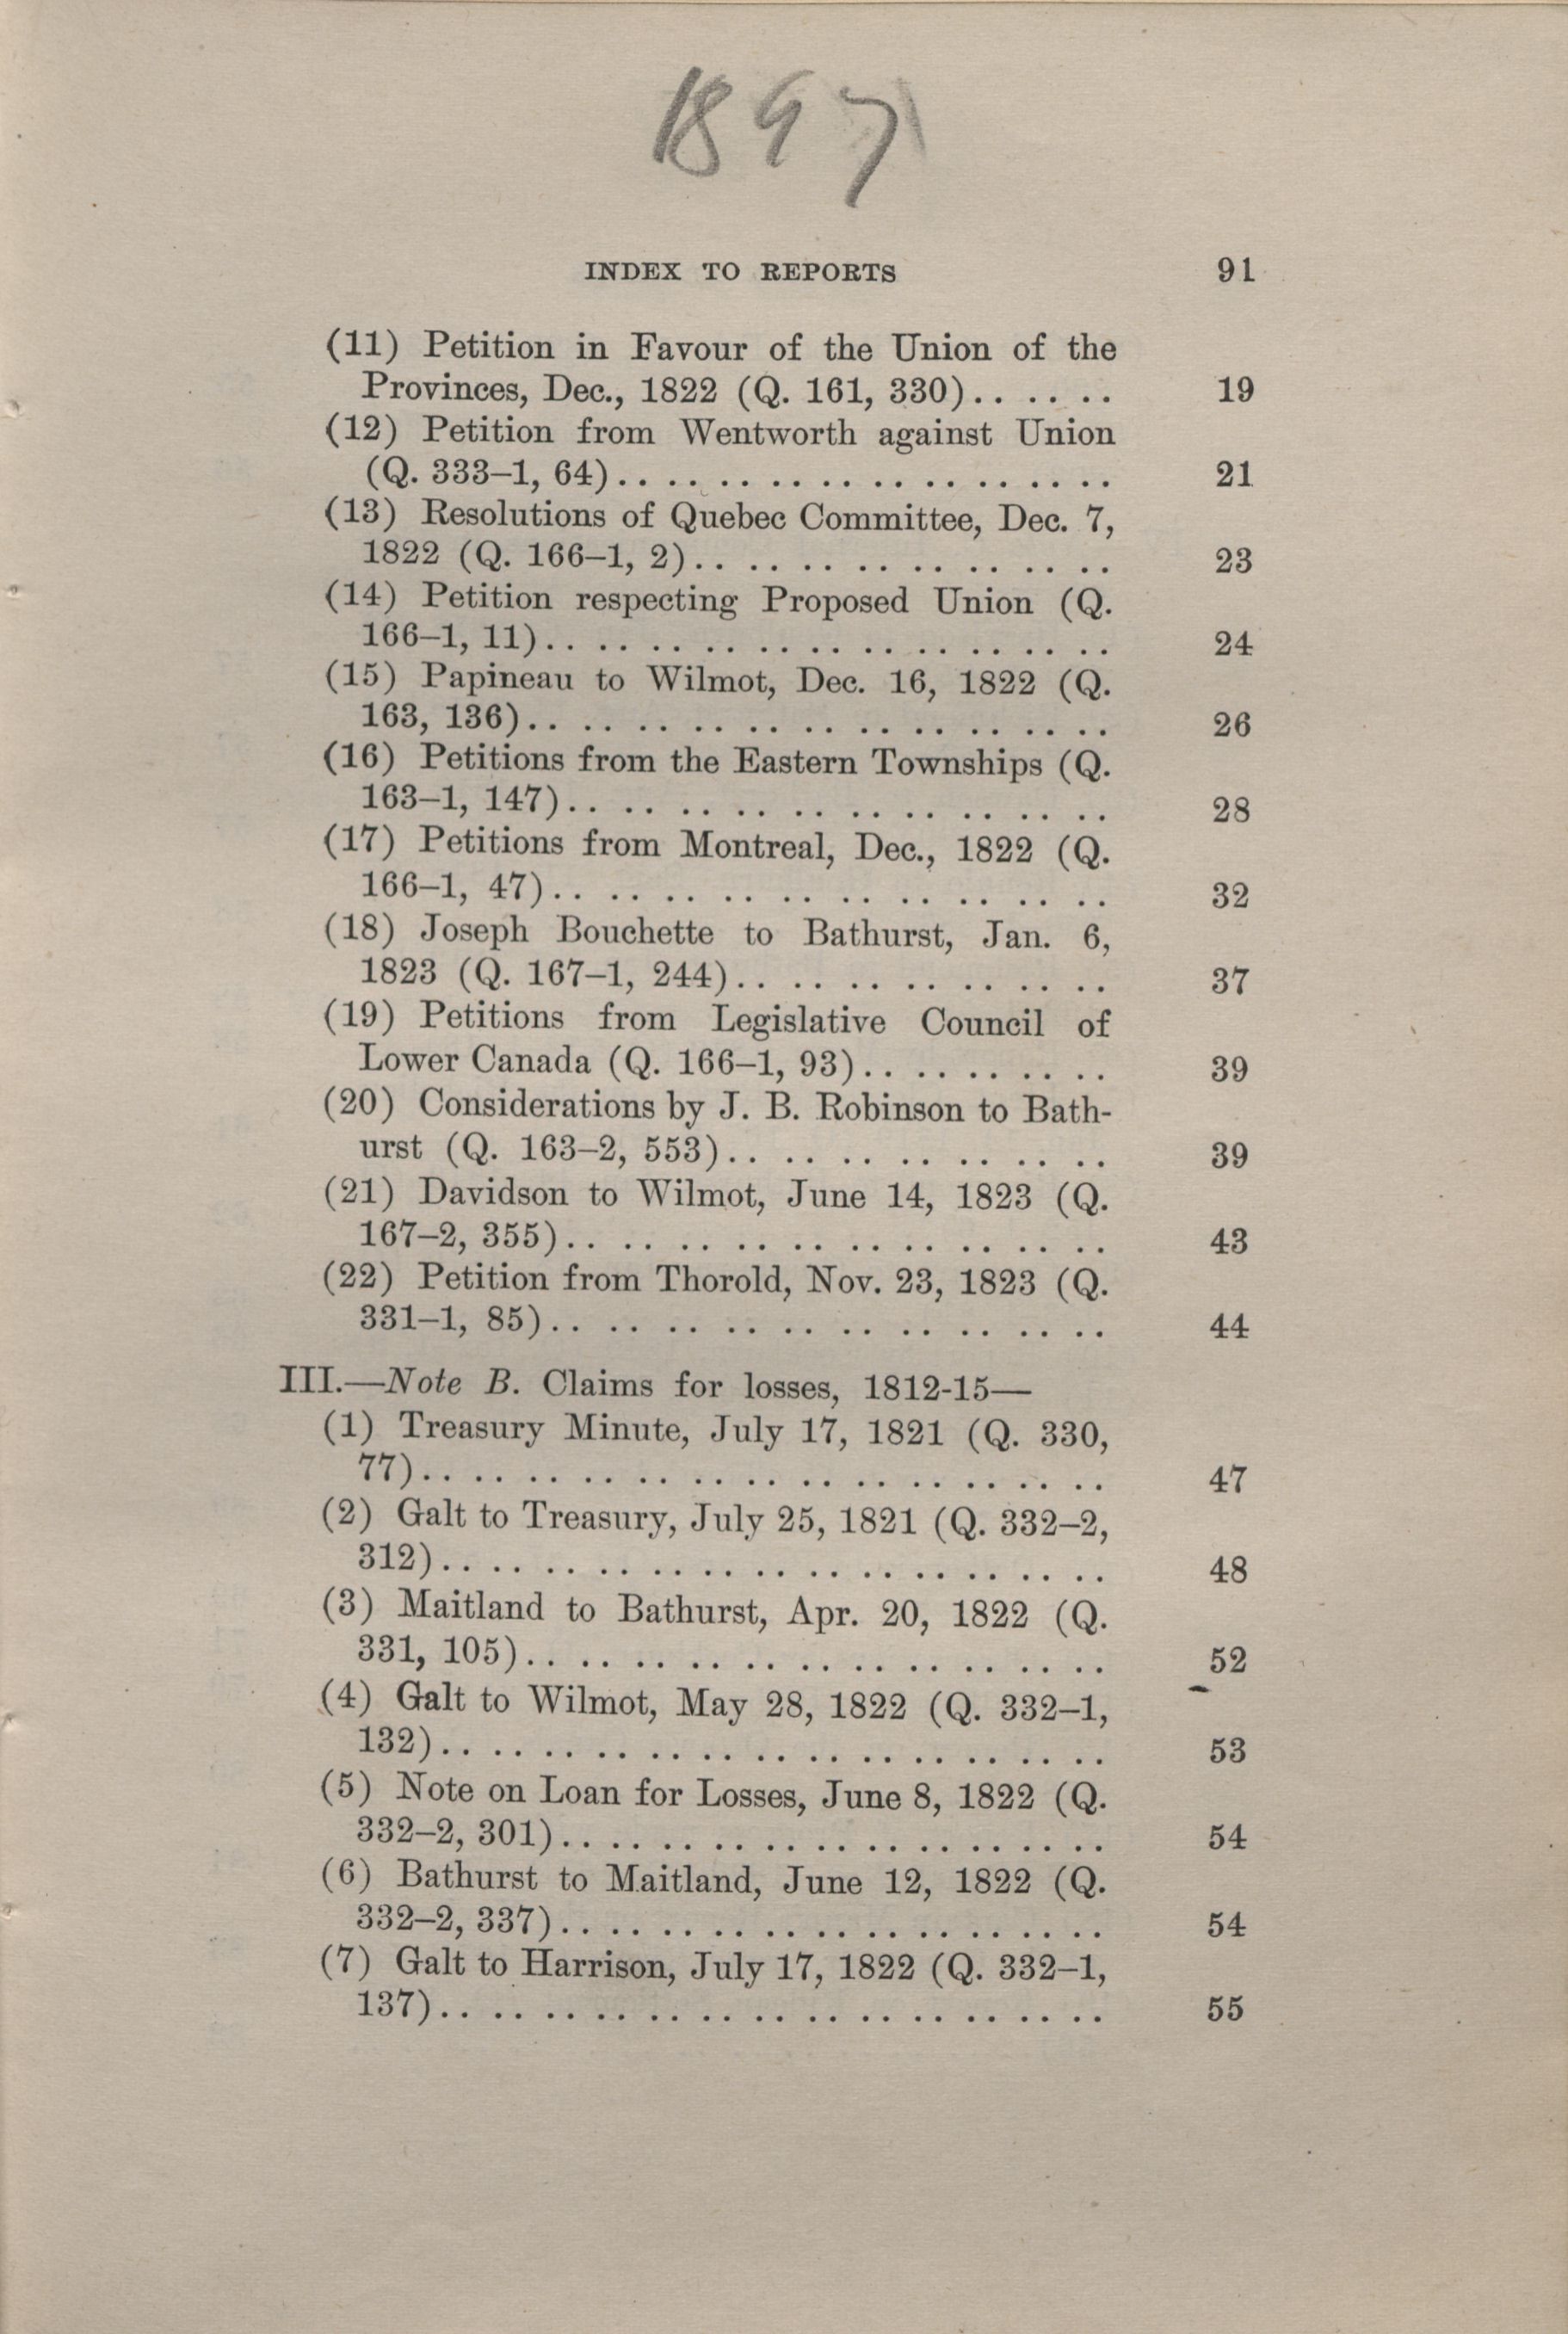 1897
INDEX TO REPORTS 91
(11) Petition in Favour of the Union of the
Provinces, Dec., 1822 (Q. 161, 330).. .. .. 19
(12) Petition from Wentworth against Union
(Q. 333–1, 64).. .. .. .. .. .. .. .. .. .. 21
(13) Resolutions of Quebec Committee, Dec. 7,
1822 (Q. 166–1, 2).. .. .. .. .. .. .. .. 23
(14) Petition respecting Proposed Union (Q.
166–1, 11).. .. .. .. .. .. .. .. .. .. .. 24
(15) Papineau to Wilmot, Dec. 16, 1822 (Q.
163, 136).. .. .. .. .. .. .. .. .. .. .. 26
(16) Petitions from the Eastern Townships (Q.
163–1, 147).. .. .. .. .. .. .. .. .. .. 28
(17) Petitions from Montreal, Dec., 1822 (Q.
166–1, 47).. .. .. .. .. .. .. .. .. .. 32
(18) Joseph Bouchette to Bathurst, Jan. 6,
1823 (Q. 167–1, 244).. .. .. .. .. .. .. 37
(19) Petitions from Legislative Council of
Lower Canada (Q. 166–1, 93).. .. .. .. .. 39
(20) Considerations by J. B. Robinson to Bath-
urst (Q. 163–2, 553).. .. .. .. .. .. .. 39
(21) Davidson to Wilmot, June 14, 1823 (Q.
167–2, 355).. .. .. .. .. .. .. .. .. .. 43
(22) Petition from Thorold, Nov. 23, 1823 (Q.
331–1, 85).. .. .. .. .. .. .. .. .. .. 44
III.—Note B. Claims for losses, 1812-15—
(1) Treasury Minute, July 17, 1821 (Q. 330,
77).. .. .. .. .. .. .. .. .. .. .. .. .. 47
(2) Galt to Treasury, July 25, 1821 (Q. 332–2,
312).. .. .. .. .. .. .. .. .. .. .. .. .. 48
(3) Maitland to Bathurst, Apr. 20, 1822 (Q.
331, 105).. .. .. .. .. .. .. .. .. .. .. 52
(4) Galt to Wilmot, May 28, 1822 (Q. 332–1,
132).. .. .. .. .. .. .. .. .. .. .. .. .. 53
(5) Note on Loan for Losses, June 8, 1822 (Q.
332–2, 301).. .. .. .. .. .. .. .. .. .. .. 54
(6) Bathurst to Maitland, June 12, 1822 (Q.
332–2, 337).. .. .. .. .. .. .. .. .. .. .. 54
(7) Galt to Harrison, July 17, 1822 (Q. 332–1,
137).. .. .. .. .. .. .. .. .. .. .. .. .. 55